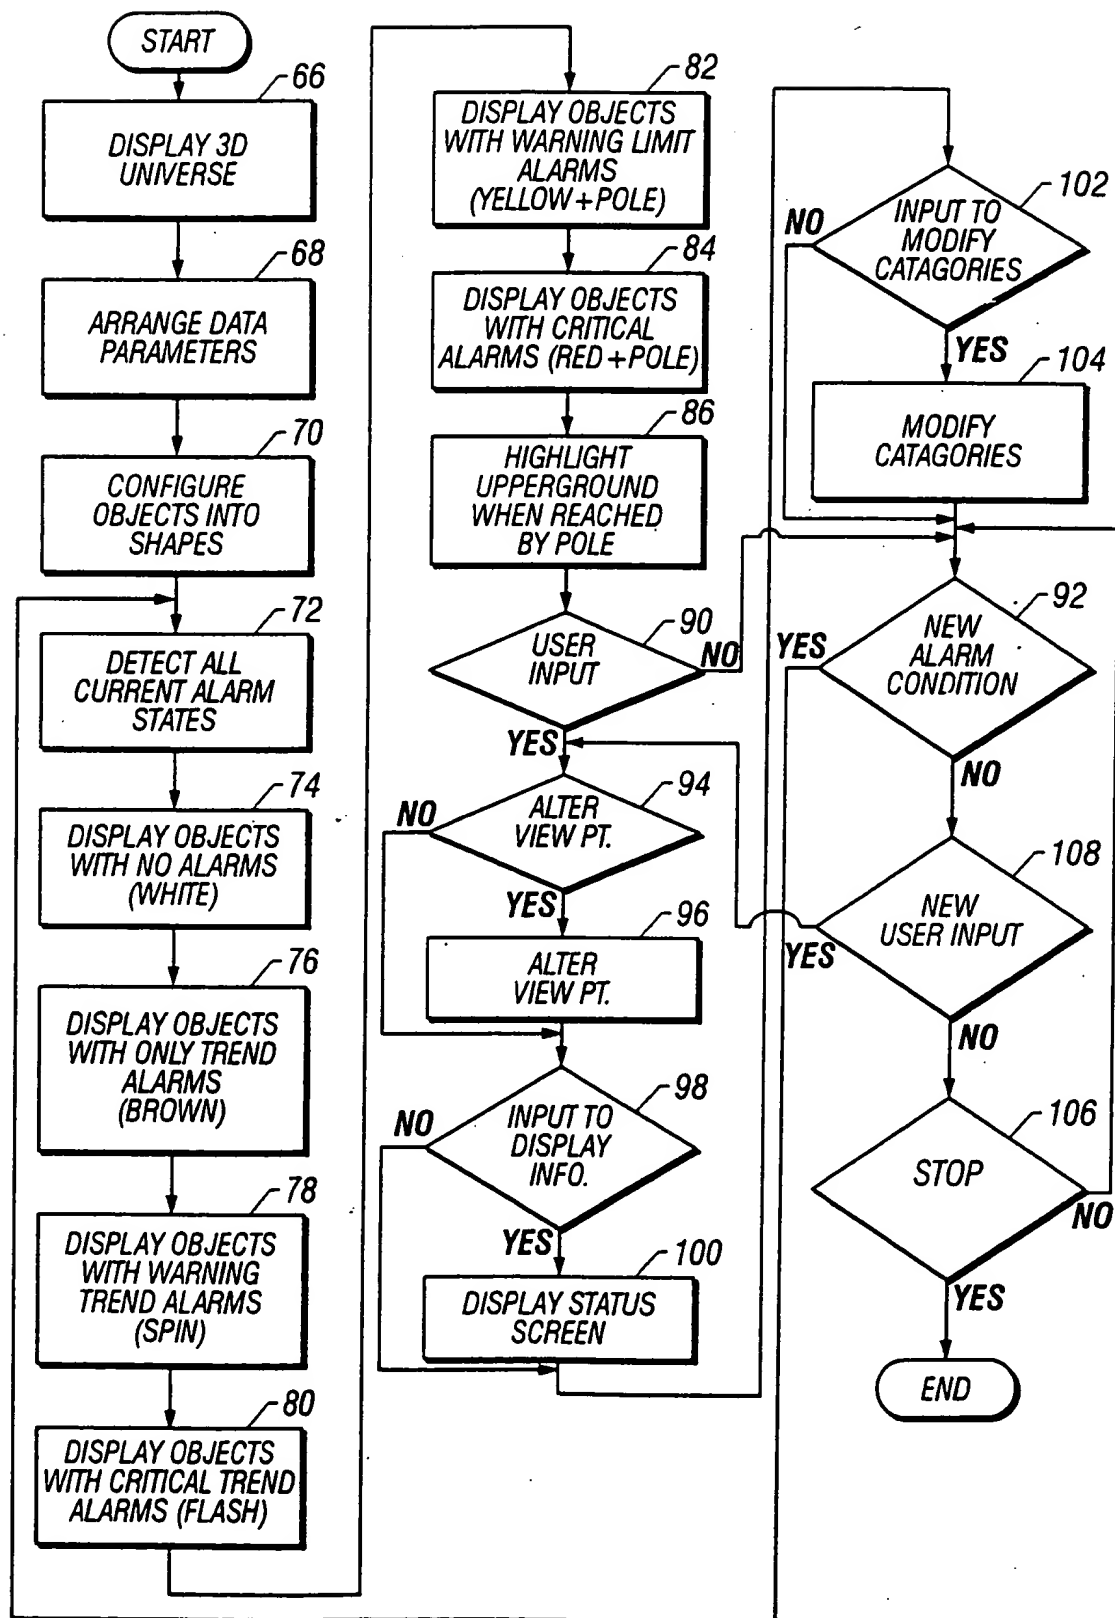 START
66
DISPLAY 3D
UNIVERSE
68
ARRANGE DATA
PARAMETERS
70
CONFIGURE
OBJECTS INTO
SHAPES
72
DETECT ALL
CURRENT ALARM
STATES
74
DISPLAY OBJECTS
WITH NO ALARMS
(WHITE)
76
DISPLAY OBJECTS
WITH ONLY TREND
ALARMS
(BROWN)
78
DISPLAY OBJECTS
WITH WARNING
TREND ALARMS
(SPIN)
80
DISPLAY OBJECTS
WITH CRITICAL TREND
ALARMS (FLASH)
82
DISPLAY OBJECTS
WITH WARNING LIMIT
ALARMS
(YELLOW+POLE)
84
DISPLAY OBJECTS
WITH CRITICAL
ALARMS (RED+POLE)
86
HIGHLIGHT
UPPERGROUND
WHEN REACHED
BY POLE
90
USER
INPUT
NO
YES
94
NO
ALTER
VIEW PT.
YES
96
ALTER
VIEW PT.
98
NO
INPUT TO
DISPLAY
INFO.
YES
100
DISPLAY STATUS
SCREEN
102
NO
INPUT TO
MODIFY
CATAGORIES
YES
104
MODIFY
CATAGORIES
92
YES
NEW
ALARM
CONDITION
NO
108
NEW
USER INPUT
YES
NO
106
STOP
NO
YES
END